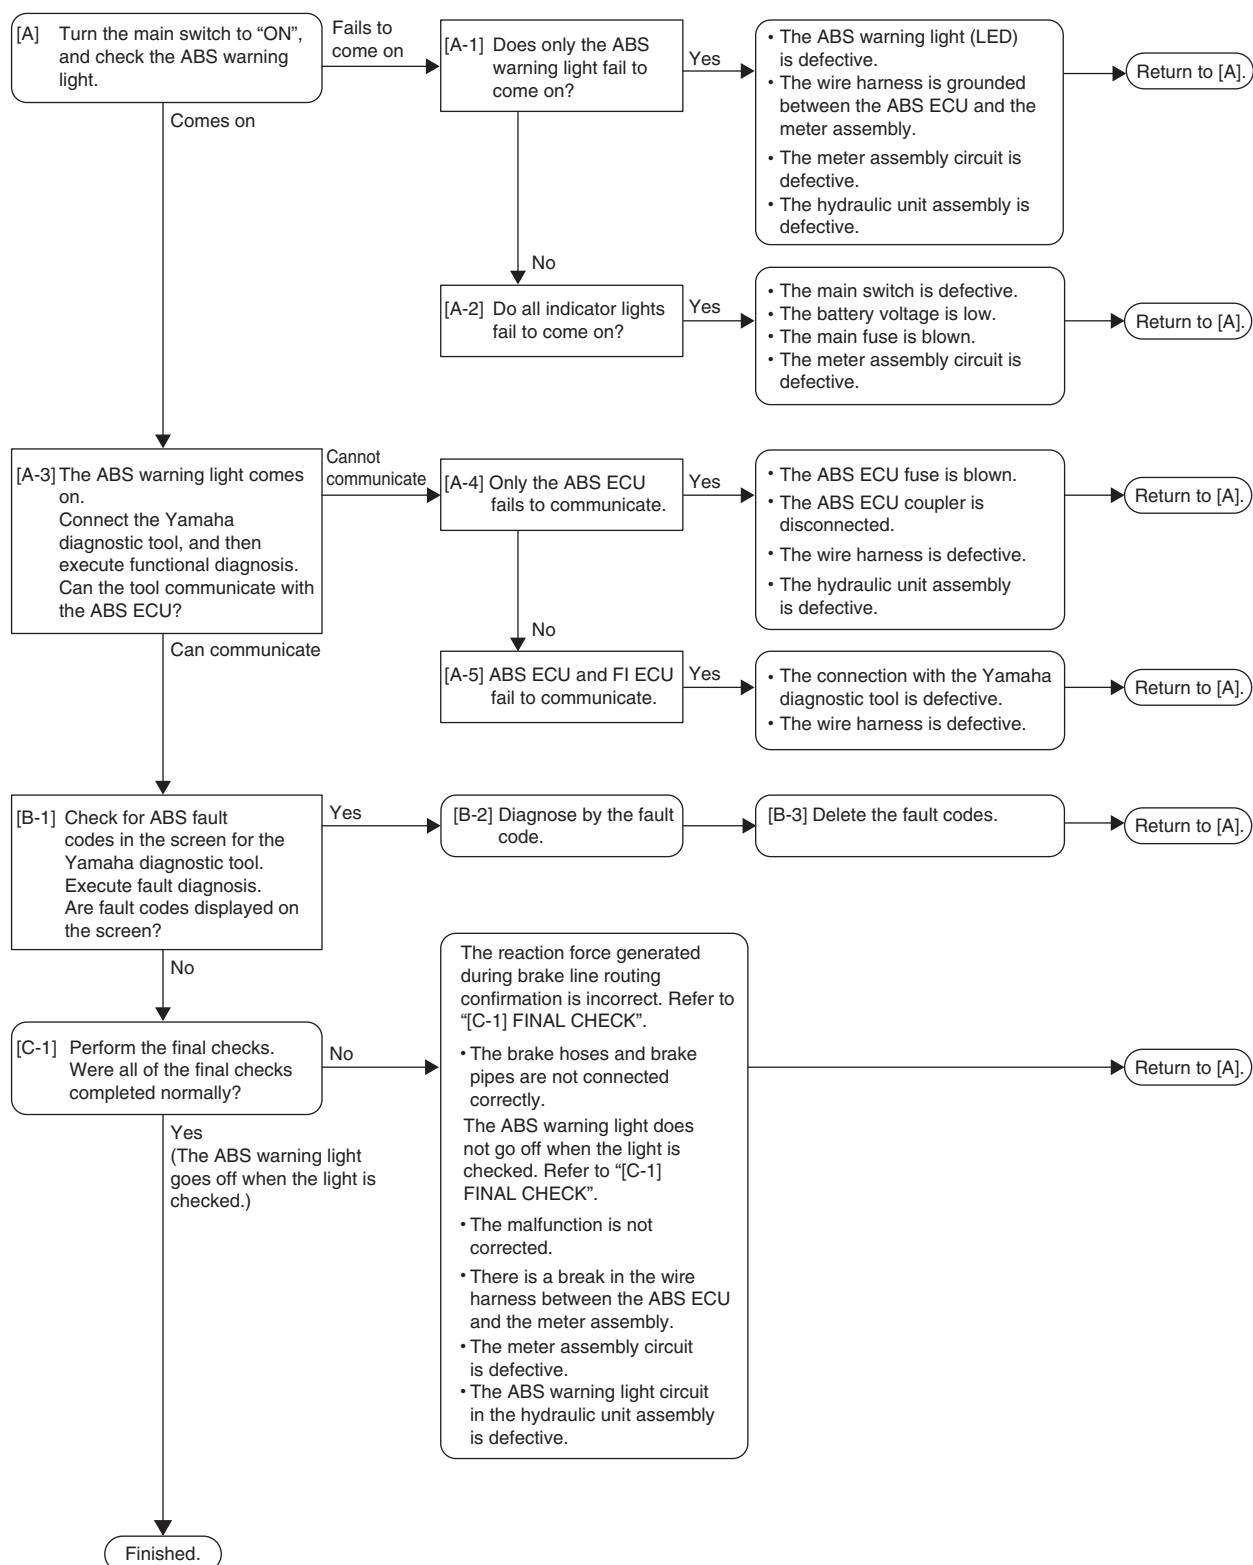 [A] Turn the main switch to “ON”,
and check the ABS warning
light.
Fails to
come on
[A-1] Does only the ABS
warning light fail to
come on?
Yes
• The ABS warning light (LED)
is defective.
• The wire harness is grounded
between the ABS ECU and the
meter assembly.
• The meter assembly circuit is
defective.
• The hydraulic unit assembly is
defective.
Return to [A].
Comes on
No
[A-2] Do all indicator lights
fail to come on?
Yes
• The main switch is defective.
• The battery voltage is low.
• The main fuse is blown.
• The meter assembly circuit is
defective.
Return to [A].
[A-3] The ABS warning light comes
on.
Connect the Yamaha
diagnostic tool, and then
execute functional diagnosis.
Can the tool communicate with
the ABS ECU?
Cannot
communicate
[A-4] Only the ABS ECU
fails to communicate.
Yes
• The ABS ECU fuse is blown.
• The ABS ECU coupler is
disconnected.
• The wire harness is defective.
• The hydraulic unit assembly
is defective.
Return to [A].
No
Can communicate
[A-5] ABS ECU and FI ECU
fail to communicate.
Yes
• The connection with the Yamaha
diagnostic tool is defective.
• The wire harness is defective.
Return to [A].
[B-1] Check for ABS fault
codes in the screen for the
Yamaha diagnostic tool.
Execute fault diagnosis.
Are fault codes displayed on
the screen?
Yes
[B-2] Diagnose by the fault
code.
[B-3] Delete the fault codes.
Return to [A].
No
[C-1] Perform the final checks.
Were all of the final checks
completed normally?
No
The reaction force generated
during brake line routing
confirmation is incorrect. Refer to
“[C-1] FINAL CHECK”.
• The brake hoses and brake
pipes are not connected
correctly.
The ABS warning light does
not go off when the light is
checked. Refer to “[C-1]
FINAL CHECK”.
• The malfunction is not
corrected.
• There is a break in the wire
harness between the ABS ECU
and the meter assembly.
• The meter assembly circuit
is defective.
• The ABS warning light circuit
in the hydraulic unit assembly
is defective.
Return to [A].
Yes
(The ABS warning light
goes off when the light is
checked.)
Finished.